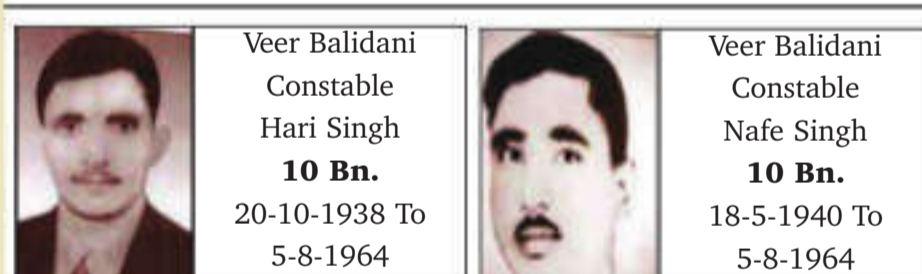 Veer Balidani
Constable
Hari Singh
10 Bn.
20-10-1938 To
5-8-1964
Veer Balidani
Constable
Nafe Singh
10 Bn.
18-5-1940 To
5-8-1964